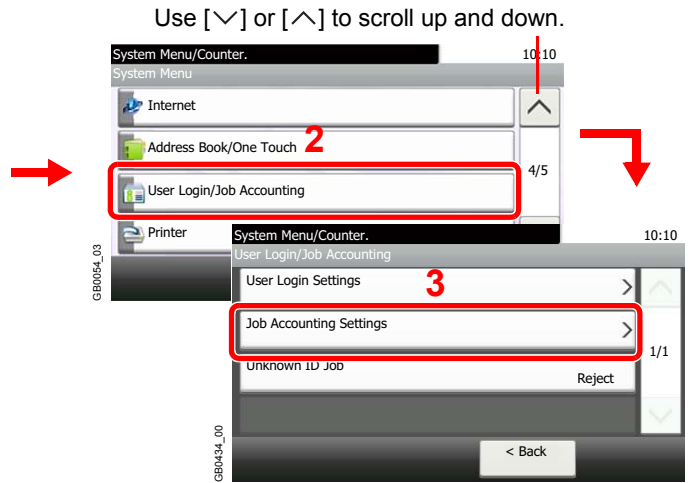 Use [∨] or [∧] to scroll up and down.
System Menu/Counter. 10:10
System Menu
Internet
Address Book/One Touch 2
4/5
User Login/Job Accounting
Printer
GB0054_03
System Menu/Counter. 10:10
User Login/Job Accounting
User Login Settings 3
Job Accounting Settings
1/1
Unknown ID Job
Reject
< Back
GB0434_00